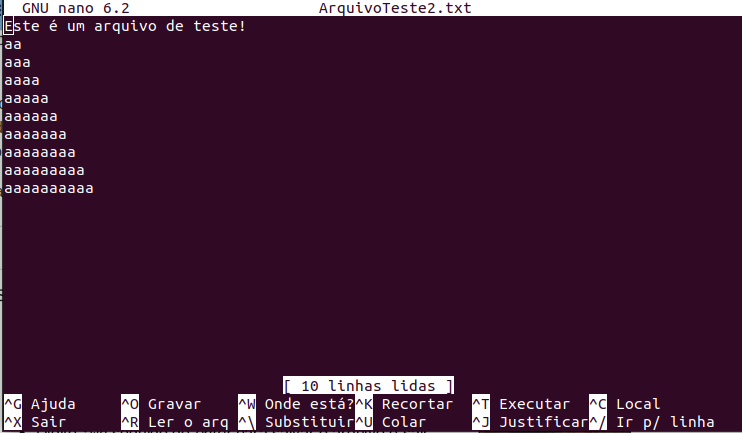 GNU nano 6.2 ArquivoTeste2.txt
Este é um arquivo de teste!
aa
aaa
aaaa
aaaaa
aaaaaa
aaaaaaa
aaaaaaaa
aaaaaaaaa
aaaaaaaaaa
[ 10 linhas lidas ]
^G Ajuda ^O Gravar ^W Onde está? ^K Recortar ^T Executar ^C Local
^X Sair ^R Ler o arq ^\ Substituir ^U Colar ^J Justificar ^/ Ir p/ linha